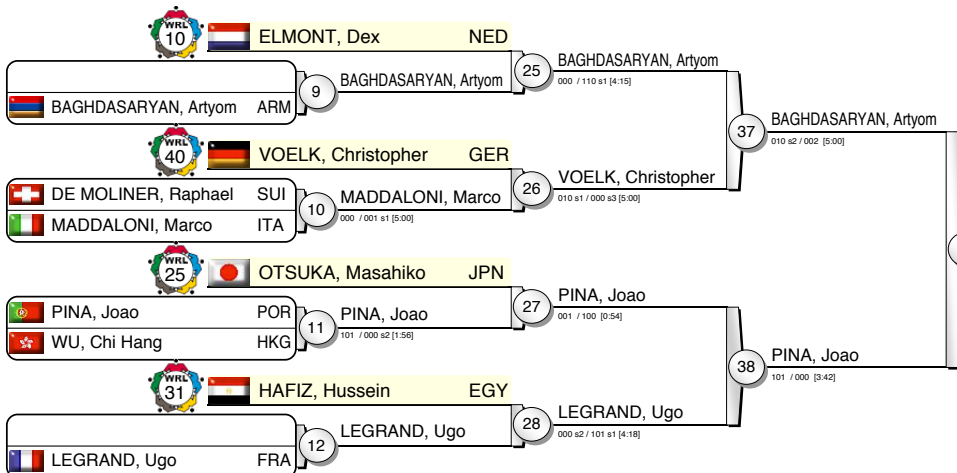 WRL
10
ELMONT, Dex NED
BAGHDASARYAN, Artyom ARM
9
BAGHDASARYAN, Artyom
25
BAGHDASARYAN, Artyom
000 / 110 s1 [4:15]
WRL
40
VOELK, Christopher GER
DE MOLINER, Raphael SUI
MADDALONI, Marco ITA
10
MADDALONI, Marco
000 / 001 s1 [5:00]
26
VOELK, Christopher
010 s1 / 000 s3 [5:00]
37
BAGHDASARYAN, Artyom
010 s2 / 002 [5:00]
WRL
25
OTSUKA, Masahiko JPN
PINA, Joao POR
WU, Chi Hang HKG
11
PINA, Joao
101 / 000 s2 [1:56]
27
PINA, Joao
001 / 100 [0:54]
WRL
31
HAFIZ, Hussein EGY
LEGRAND, Ugo FRA
12
LEGRAND, Ugo
28
LEGRAND, Ugo
000 s2 / 101 s1 [4:18]
38
PINA, Joao
101 / 000 [3:42]